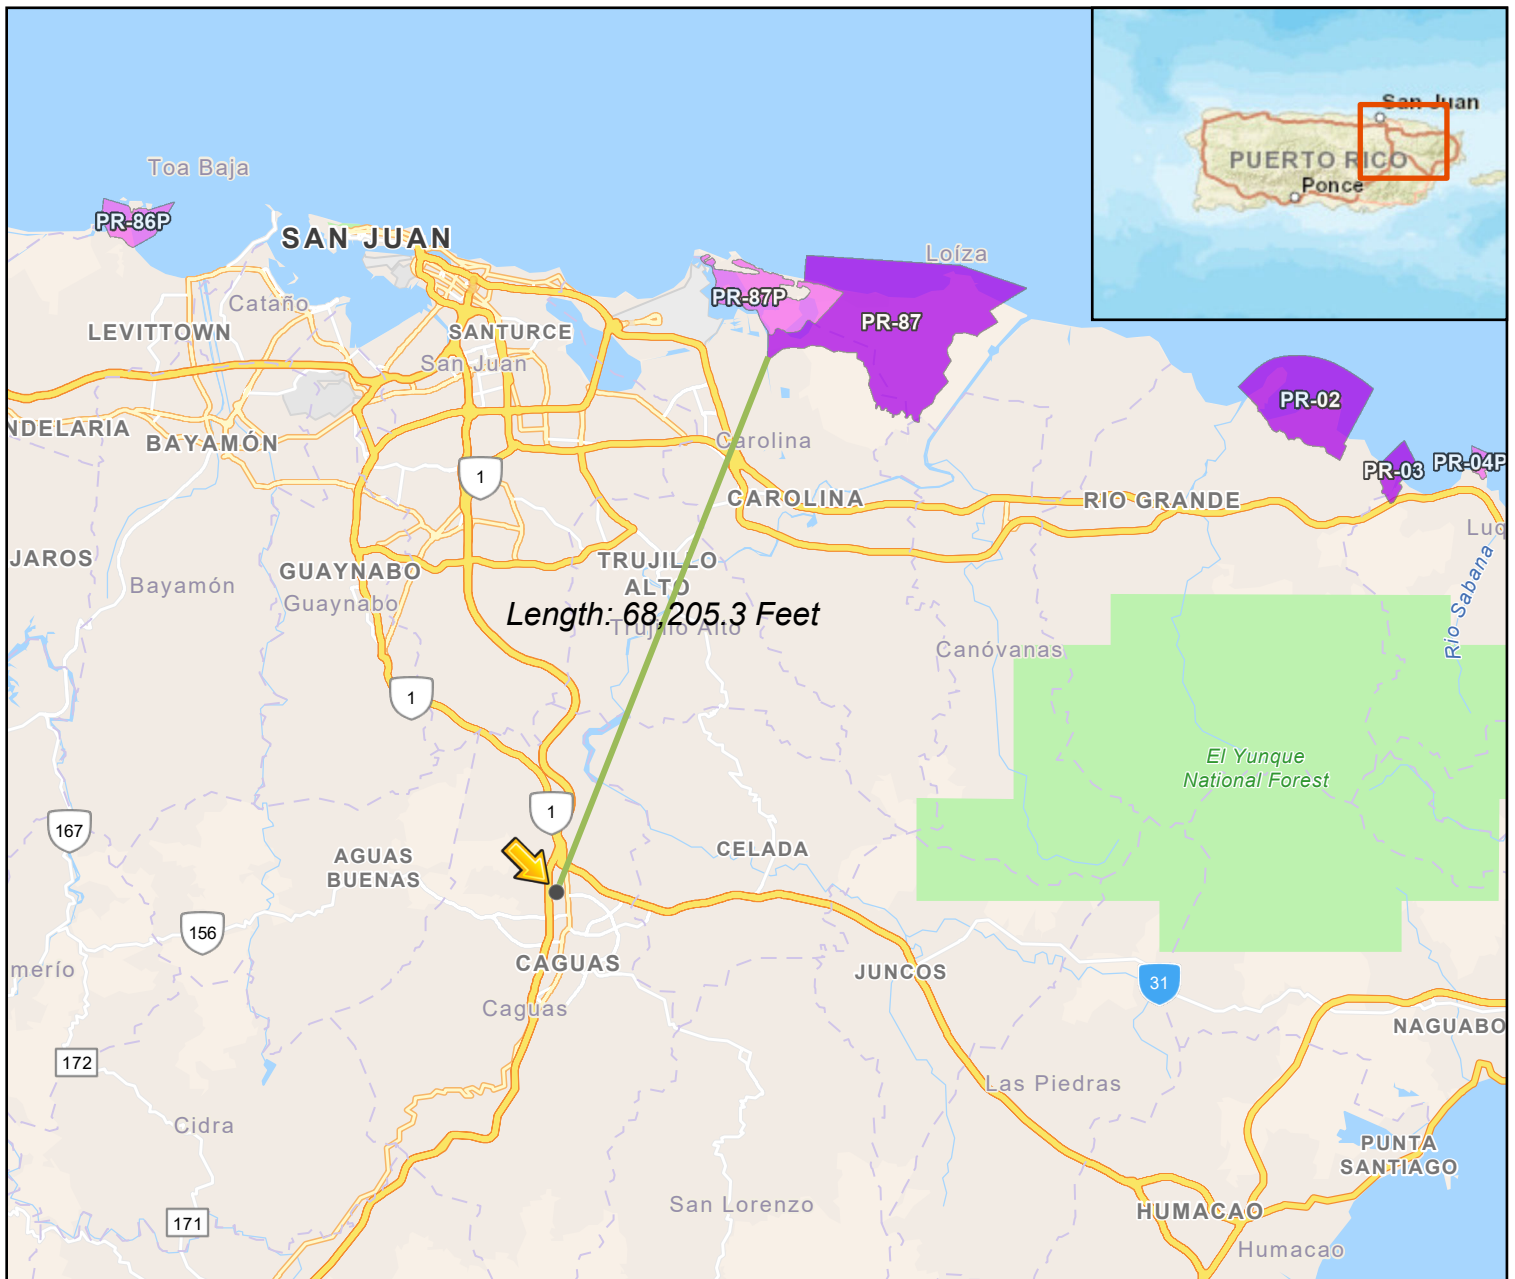 San Juan
PUERTO RICO
Ponce
Toa Baja
PR-86P
SAN JUAN
Loíza
PR-87P
PR-87
Cataño
LEVITTOWN
SANTURCE
San Juan
PR-02
NDELARIA
BAYAMÓN
Carolina
PR-03
PR-04P
1
CAROLINA
RIO GRANDE
Luq
JAROS
Bayamón
GUAYNABO
Guaynabo
TRUJILLO
ALTO
Length: 68,205.3 Feet
Trujillo Alto
Rio Sabana
Canóvanas
1
El Yunque
National Forest
1
167
AGUAS
BUENAS
CELADA
156
CAGUAS
merío
JUNCOS
31
Caguas
NAGUABO
172
Las Piedras
Cidra
PUNTA
SANTIAGO
171
San Lorenzo
HUMACAO
Humacao